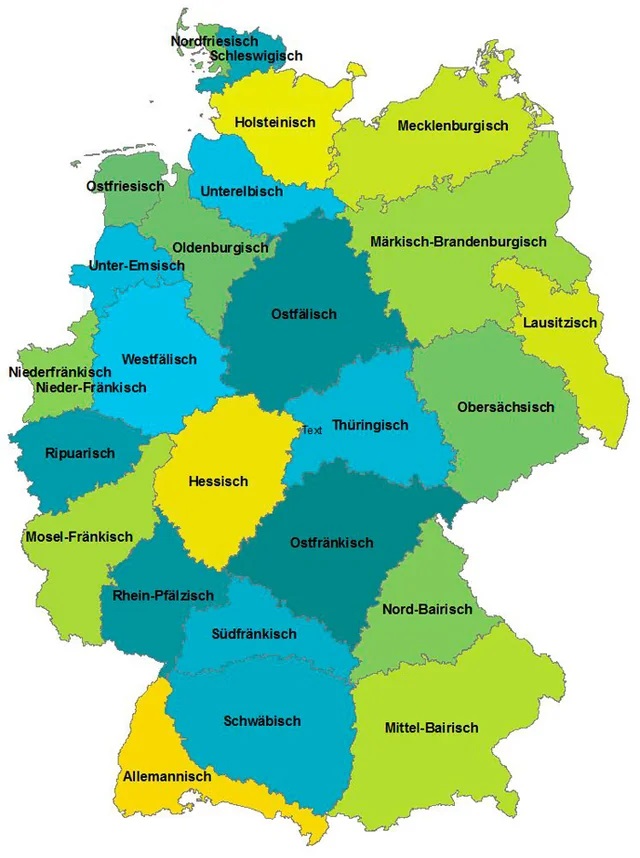 Nordfriesisch
Schleswigisch
Holsteinisch
Mecklenburgisch
Ostfriesisch
Unterelbisch
Oldenburgisch
Märkisch-Brandenburgisch
Unter-Emsisch
Ostfälisch
Lausitzisch
Westfälisch
Niederfränkisch
Nieder-Fränkisch
Obersächsisch
Thüringisch
Text
Ripuarisch
Hessisch
Mosel-Fränkisch
Ostfränkisch
Rhein-Pfälzisch
Nord-Bairisch
Südfränkisch
Schwäbisch
Mittel-Bairisch
Allemannisch